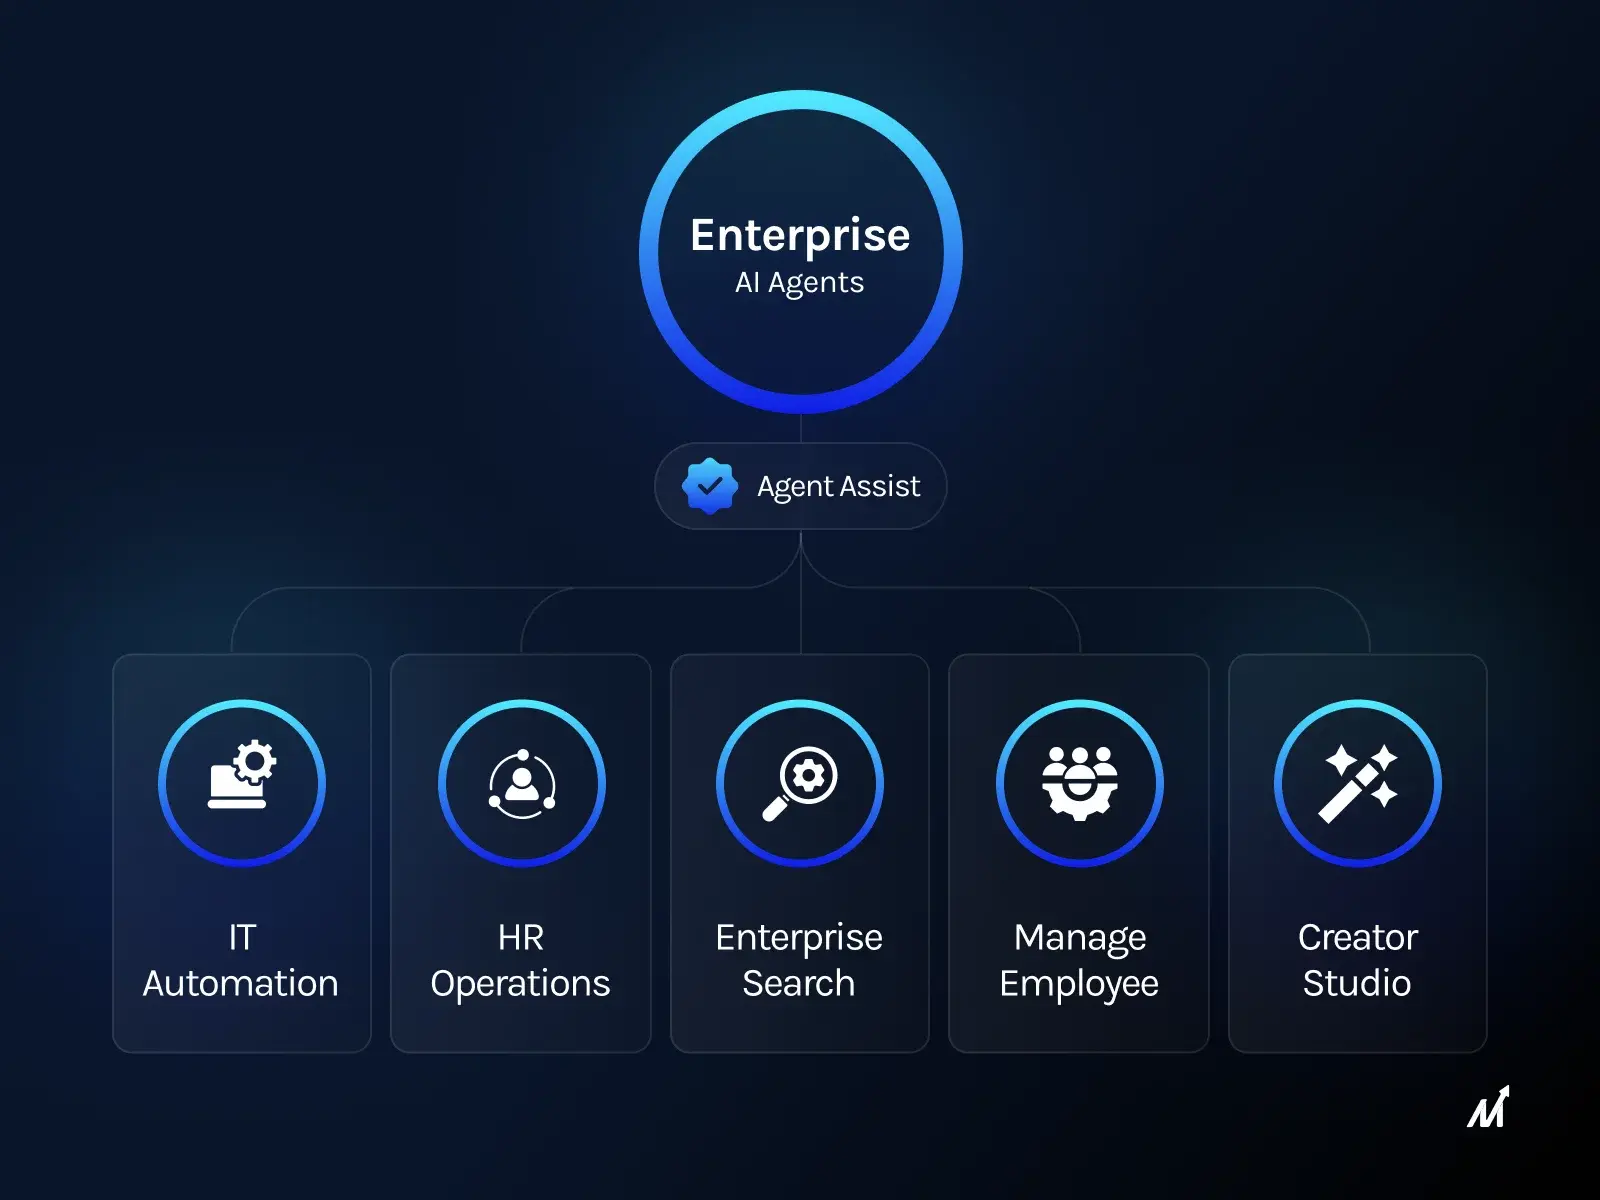 Enterprise
AI Agents
Agent Assist
IT
Automation
HR
Operations
Enterprise
Search
Manage
Employee
Creator
Studio